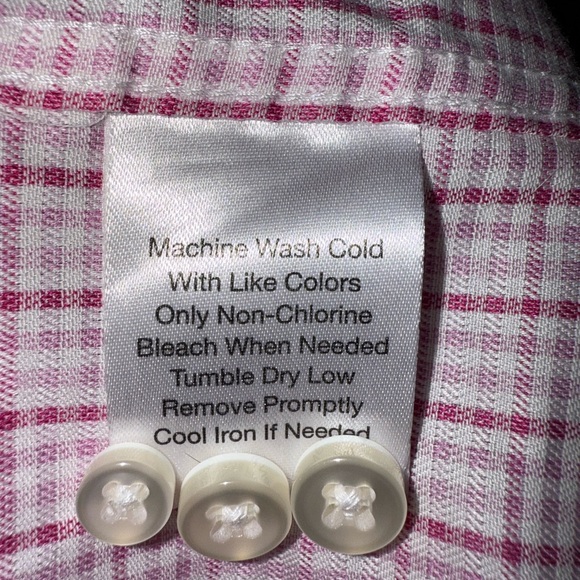 Machine Wash Cold
With Like Colors
Only Non-Chlorine
Bleach When Needed
Tumble Dry Low
Remove Promptly
Cool Iron If Needed